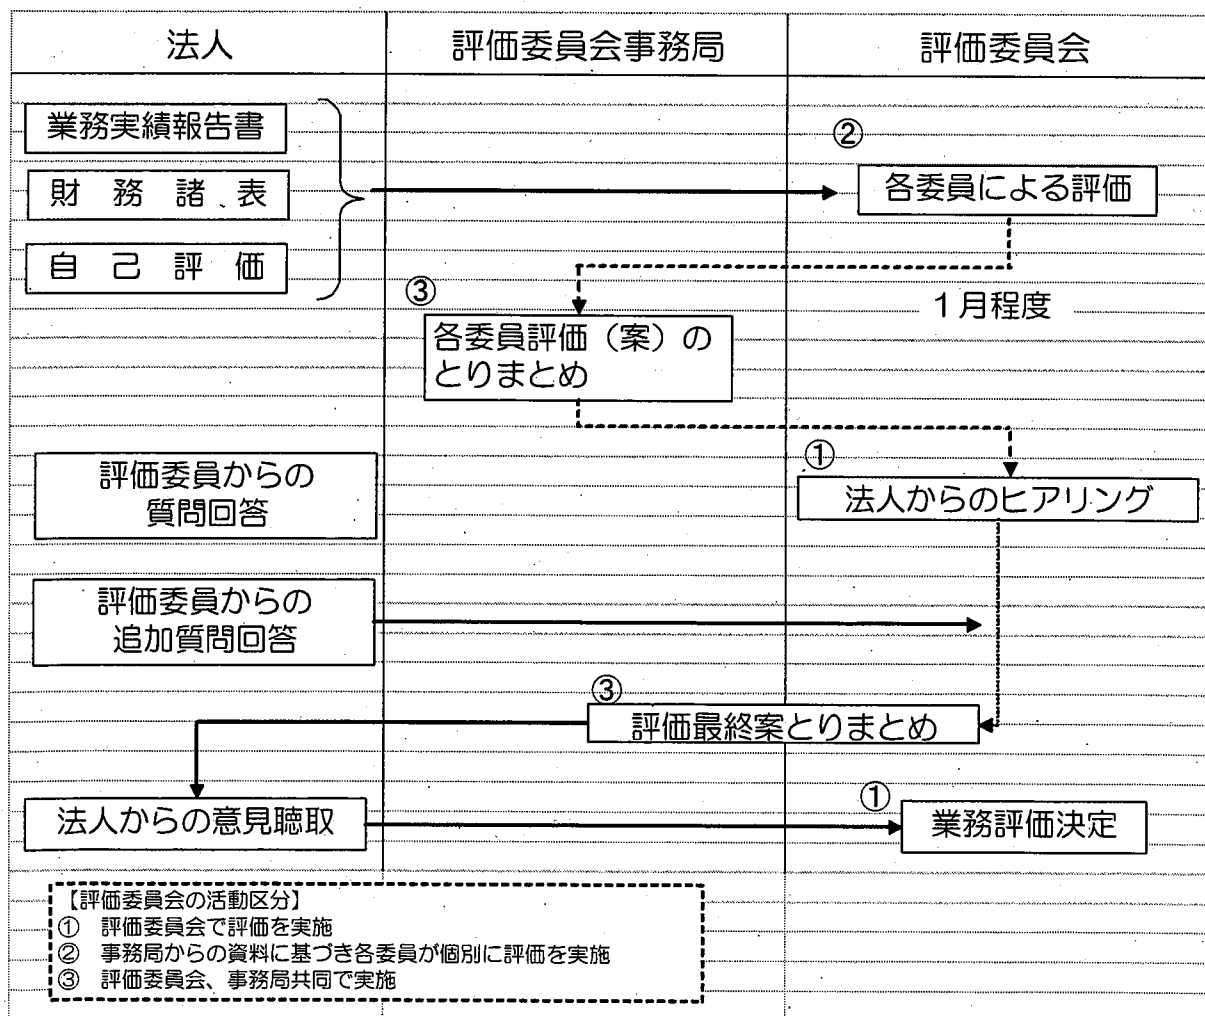 法人
評価委員会事務局
評価委員会
業務実績報告書
財務諸表
自己評価
②
各委員による評価
1月程度
③
各委員評価（案）の
とりまとめ
評価委員からの
質問回答
①
法人からのヒアリング
評価委員からの
追加質問回答
③
評価最終案とりまとめ
法人からの意見聴取
①
業務評価決定
【評価委員会の活動区分】
① 評価委員会で評価を実施
② 事務局からの資料に基づき各委員が個別に評価を実施
③ 評価委員会、事務局共同で実施